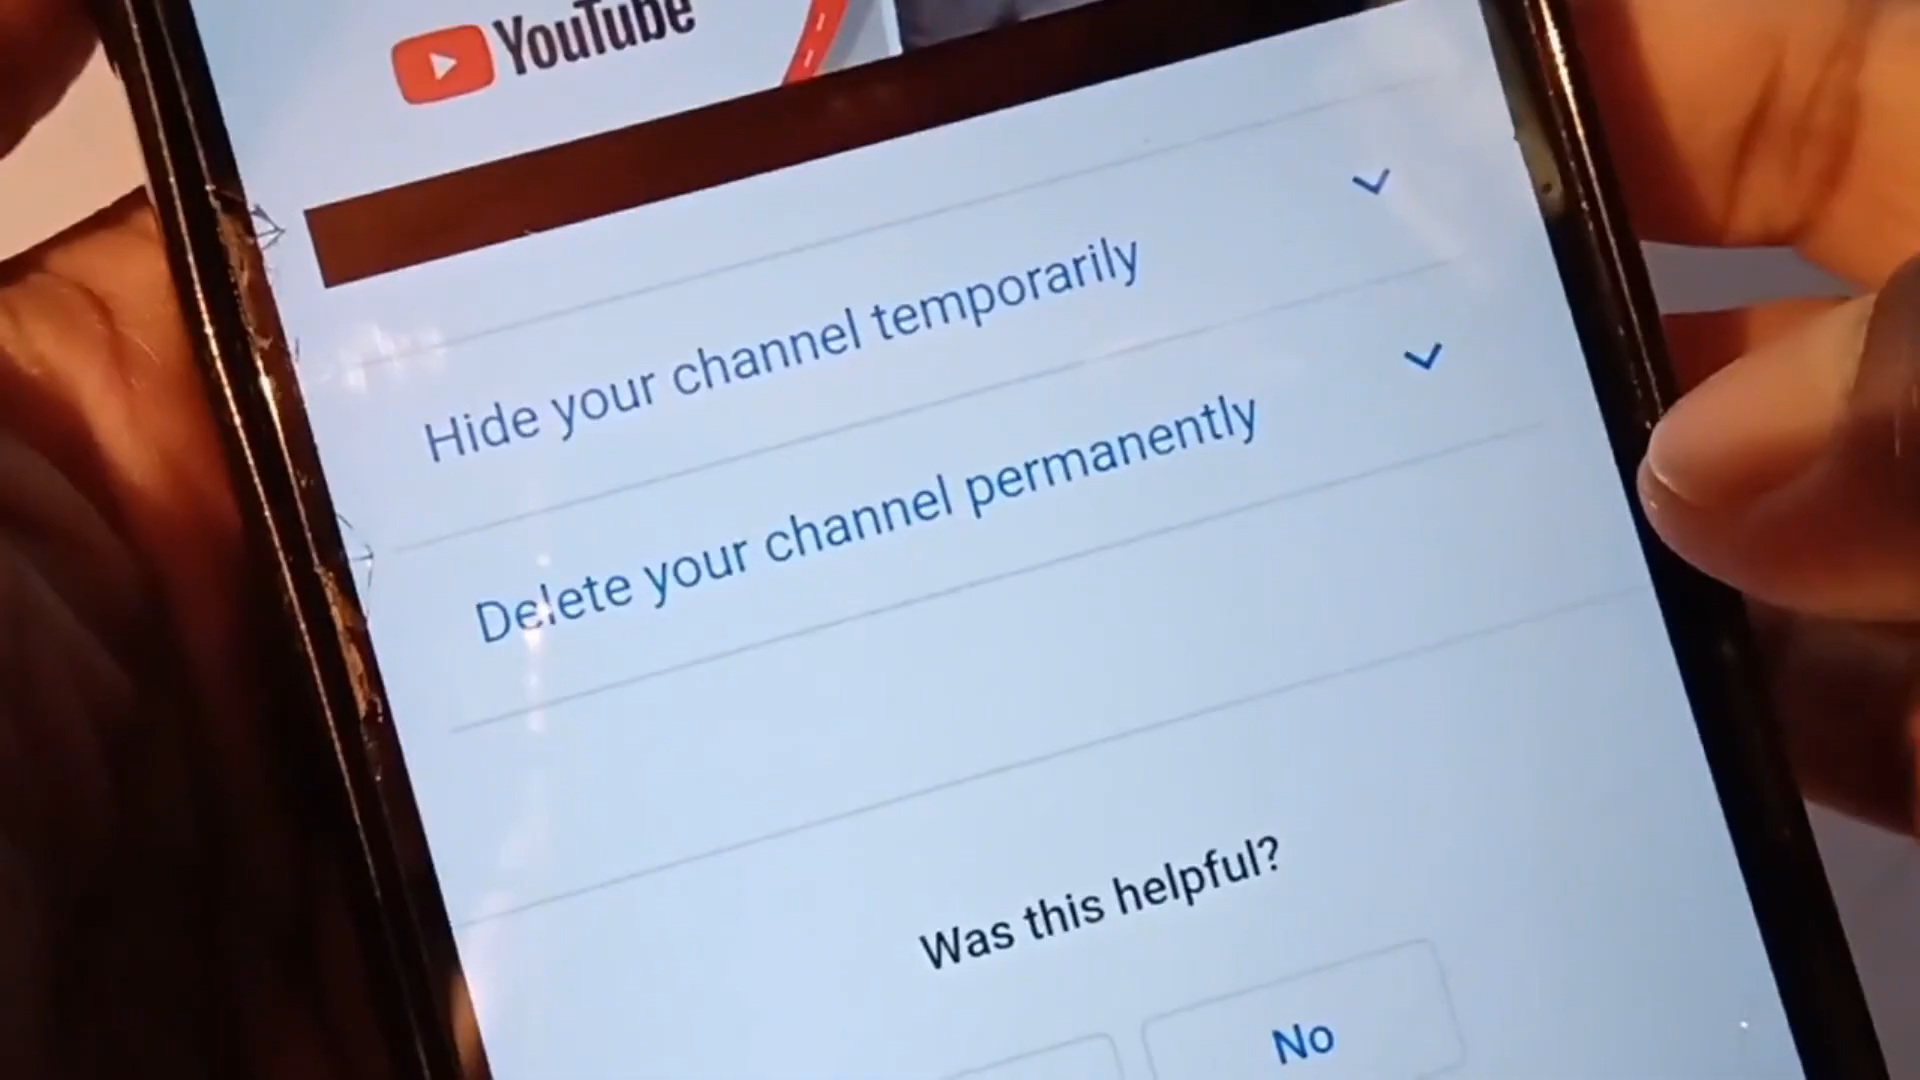 YouTube
Hide your channel temporarily
Delete your channel permanently
Was this helpful?
No